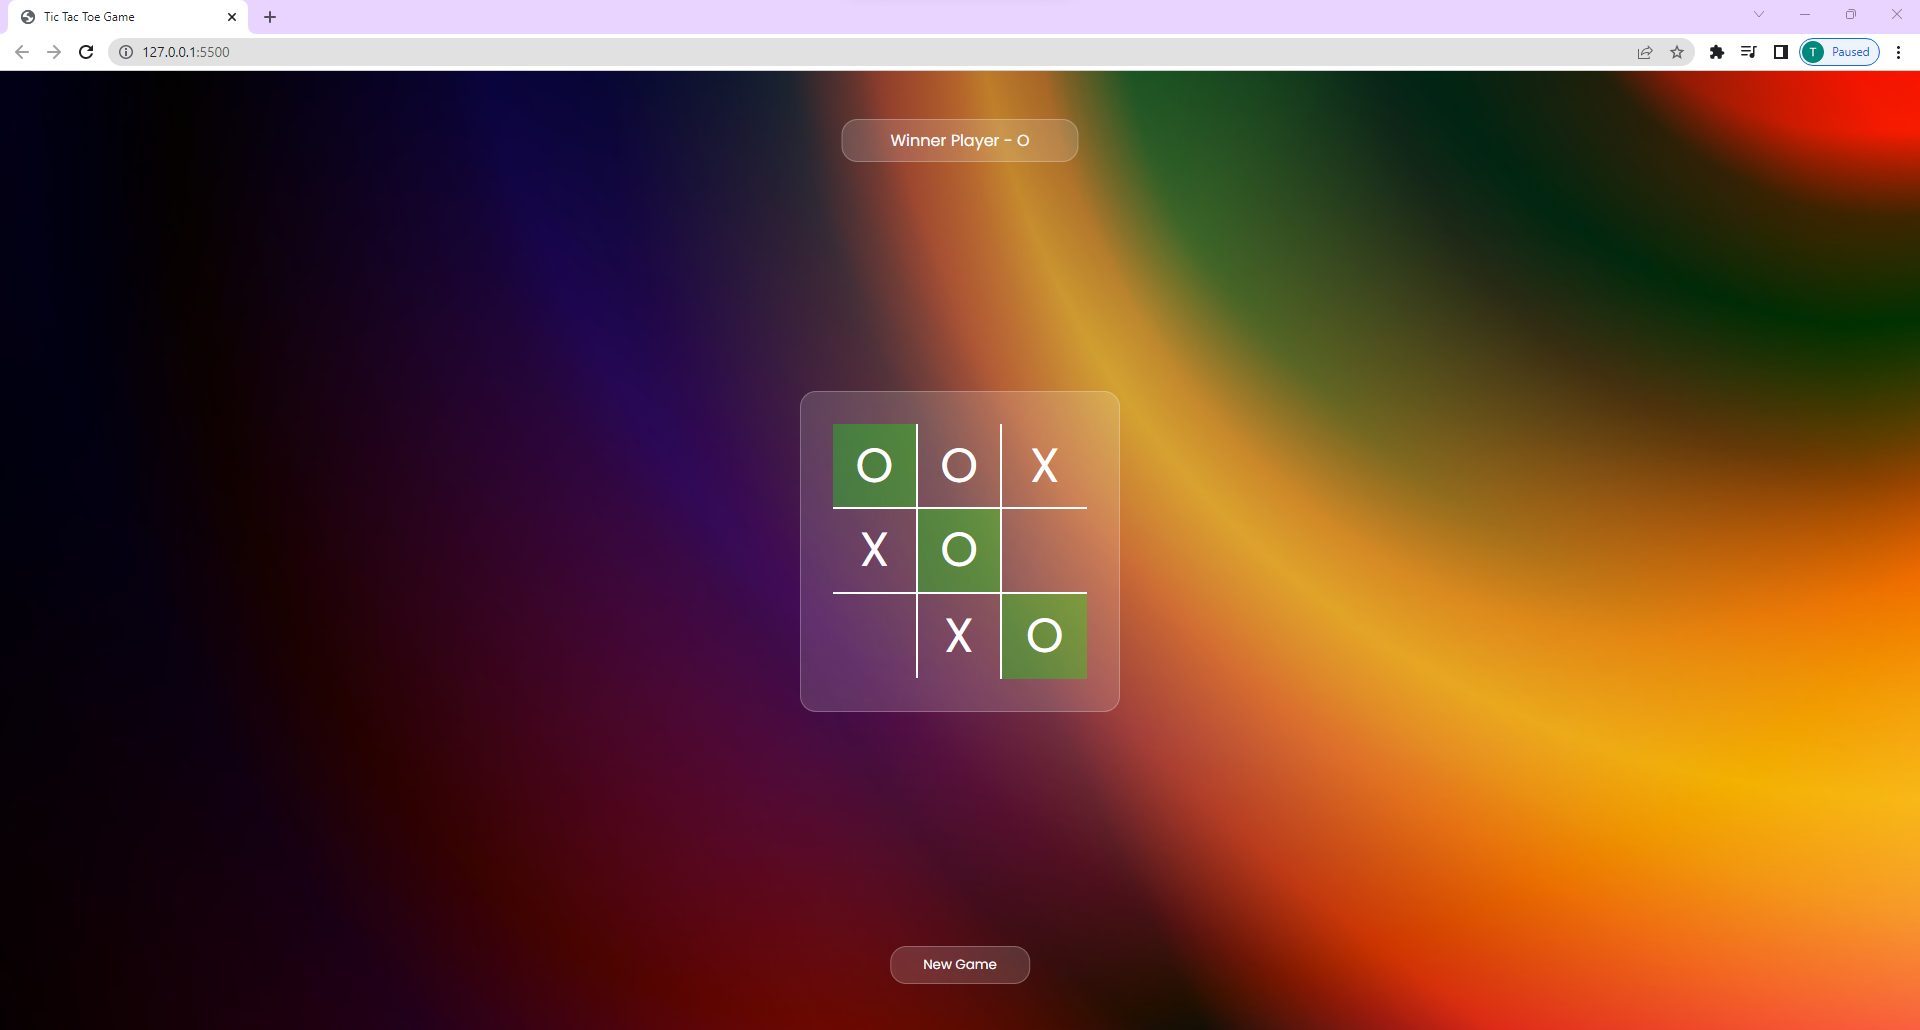 Tic Tac Toe Game
127.0.0.1:5500
T Paused
Winner Player - O
O O X
X O
X O
New Game